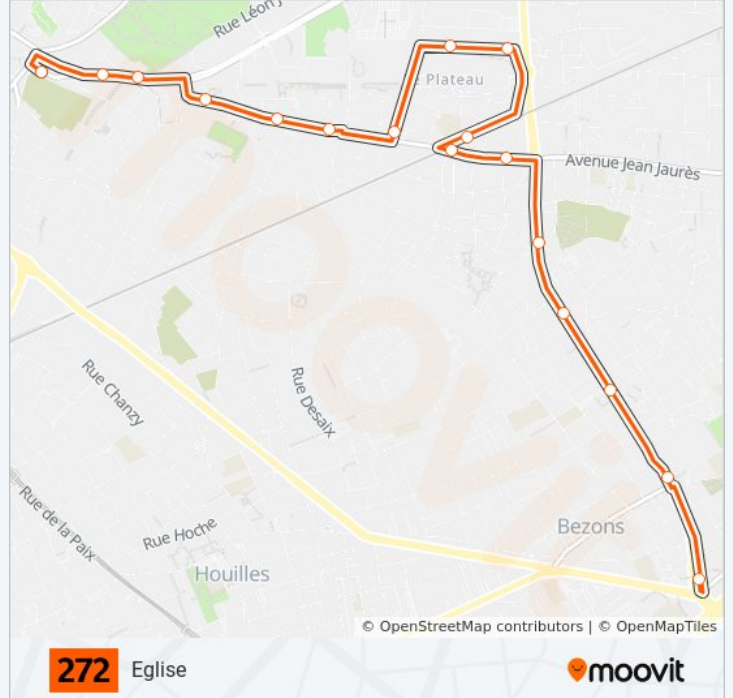 Rue Léon J
Plateau
Avenue Jean Jaurès
Rue Chanzy
Rue Desaix
Rue de la Paix
Rue Hoche
Bezons
Houilles
moovit
© OpenStreetMap contributors | © OpenMapTiles
272 Eglise
moovit